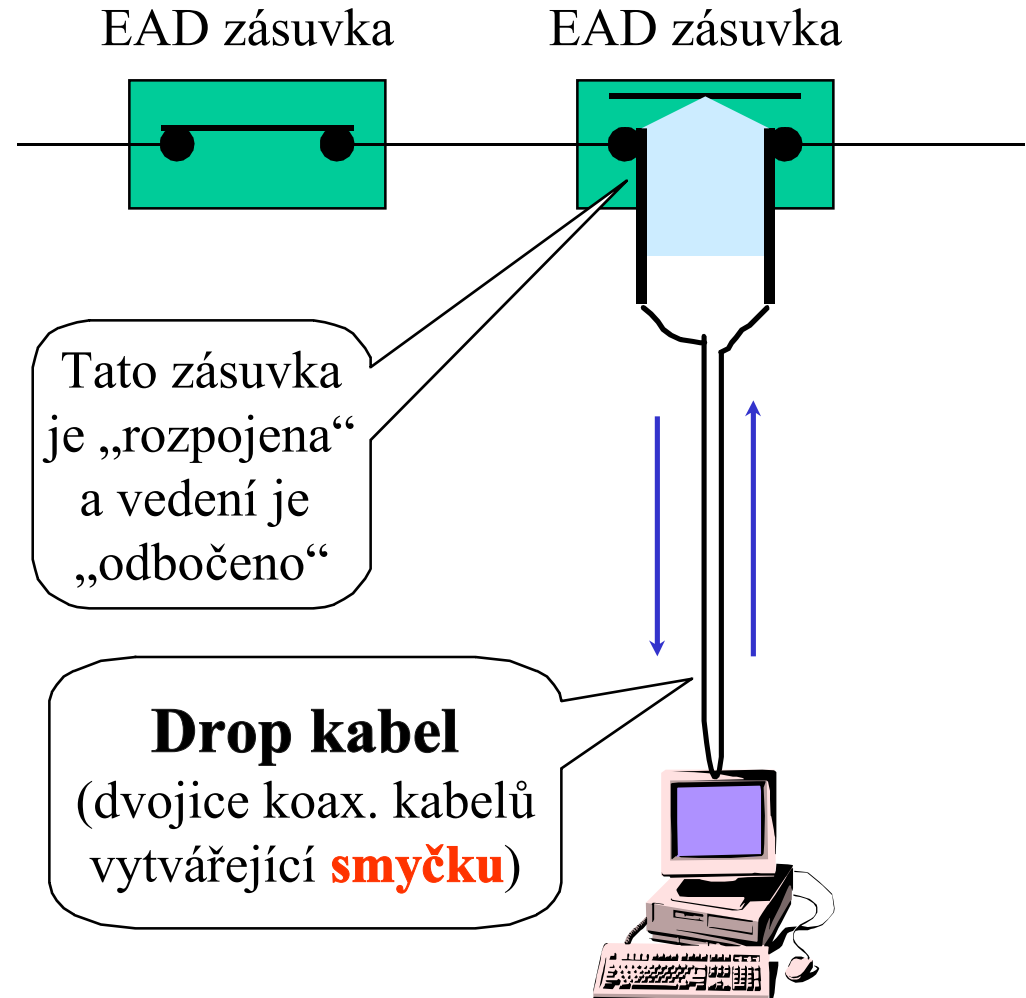 EAD zásuvka
EAD zásuvka
Tato zásuvka
je „rozpojena“
a vedení je
„odbočeno“
Drop kabel
(dvojice koax. kabelů
vytvářející smyčku)